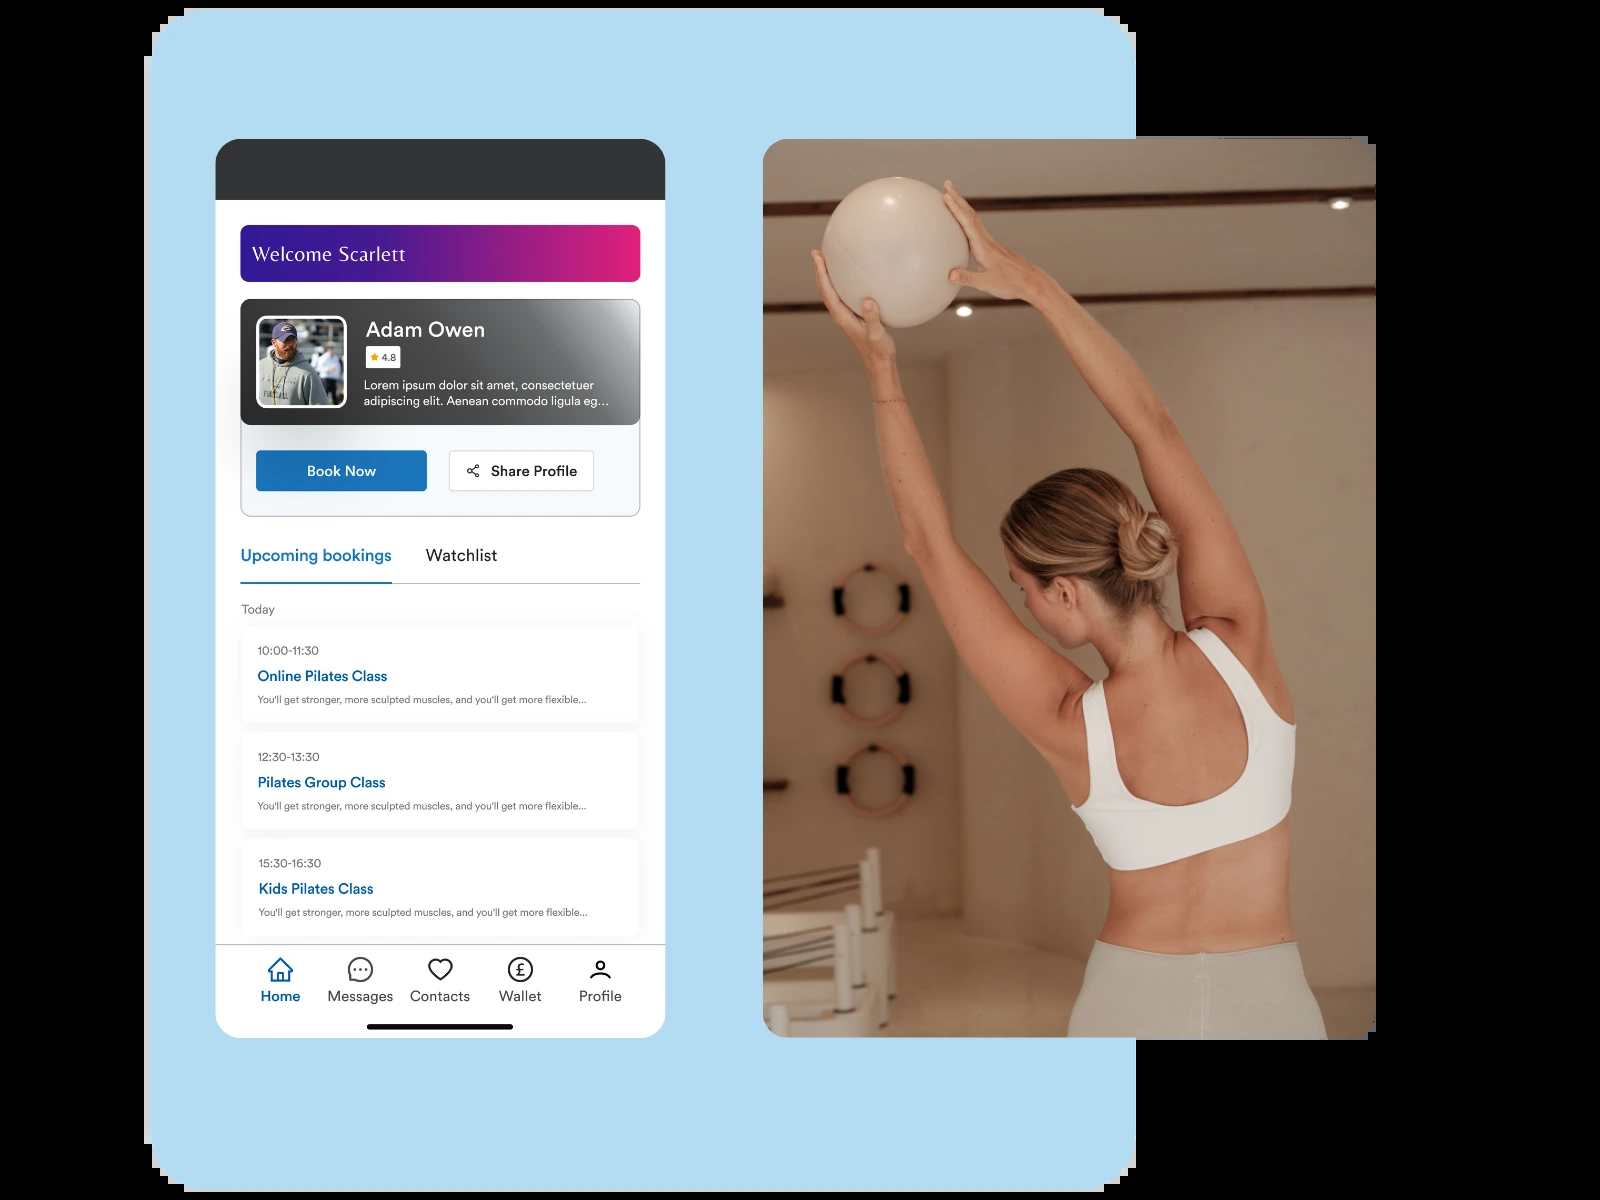 Welcome Scarlett
Adam Owen
4.8
Lorem ipsum dolor sit amet, consectetuer
adipiscing elit. Aenean commodo ligula eg...
Book Now
Share Profile
Upcoming bookings
Watchlist
Today
10:00-11:30
Online Pilates Class
You'll get stronger, more sculpted muscles, and you'll get more flexible...
12:30-13:30
Pilates Group Class
You'll get stronger, more sculpted muscles, and you'll get more flexible...
15:30-16:30
Kids Pilates Class
You'll get stronger, more sculpted muscles, and you'll get more flexible...
£
Home
Messages
Contacts
Wallet
Profile